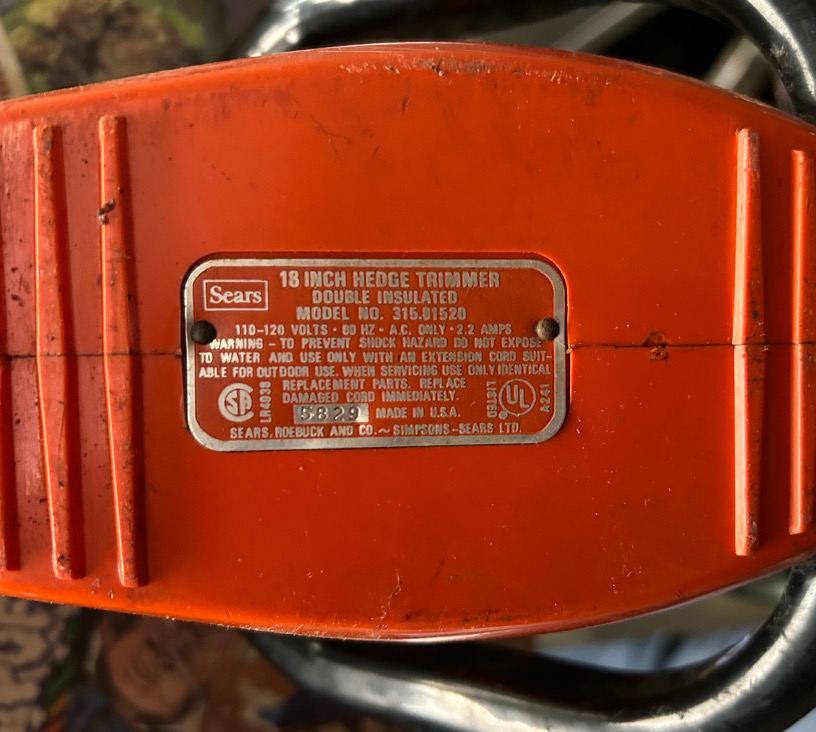 Sears
18 INCH HEDGE TRIMMER
DOUBLE INSULATED
MODEL NO. 315.81520
110-120 VOLTS · 60 HZ · A.C. ONLY · 2.2 AMPS
WARNING - TO PREVENT SHOCK HAZARD DO NOT EXPOSE
TO WATER AND USE ONLY WITH AN EXTENSION CORD SUIT-
ABLE FOR OUTDOOR USE. WHEN SERVICING USE ONLY IDENTICAL
REPLACEMENT PARTS. REPLACE
DAMAGED CORD IMMEDIATELY.
SA
LR4938
5829 MADE IN U.S.A.
LISTED
UL
A241
SEARS, ROEBUCK AND CO. ~ SIMPSONS-SEARS LTD.